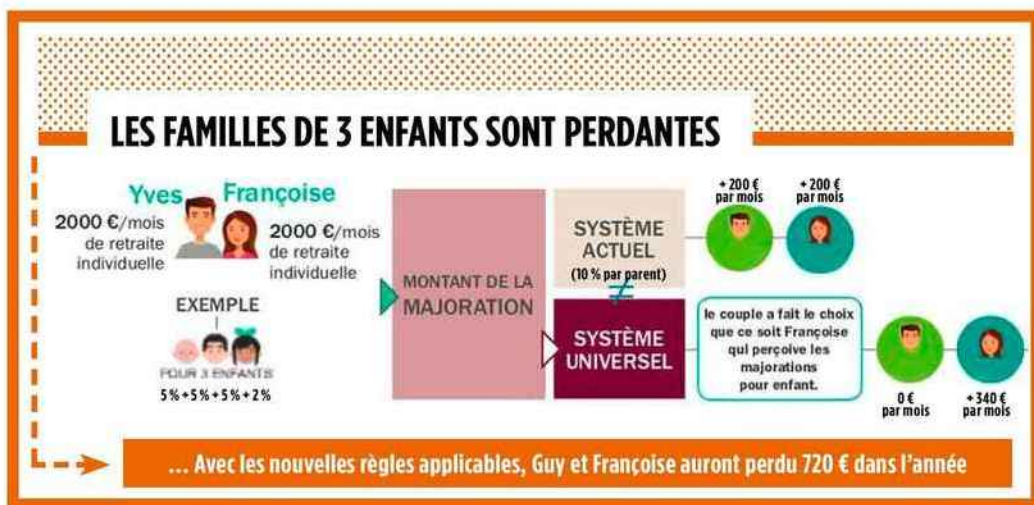 LES FAMILLES DE 3 ENFANTS SONT PERDANTES
Yves
Françoise
2000 €/mois
de retraite
individuelle
2000 €/mois
de retraite
individuelle
EXEMPLE
POUR 3 ENFANTS
5%+5%+5%+2%
MONTANT DE LA
MAJORATION
SYSTÈME
ACTUEL
(10 % par parent)
≠
SYSTÈME
UNIVERSEL
+200 €
par mois
+200 €
par mois
le couple a fait le choix
que ce soit Françoise
qui perçoive les
majorations
pour enfant.
0 €
par mois
+340 €
par mois
... Avec les nouvelles règles applicables, Guy et Françoise auront perdu 720 € dans l'année